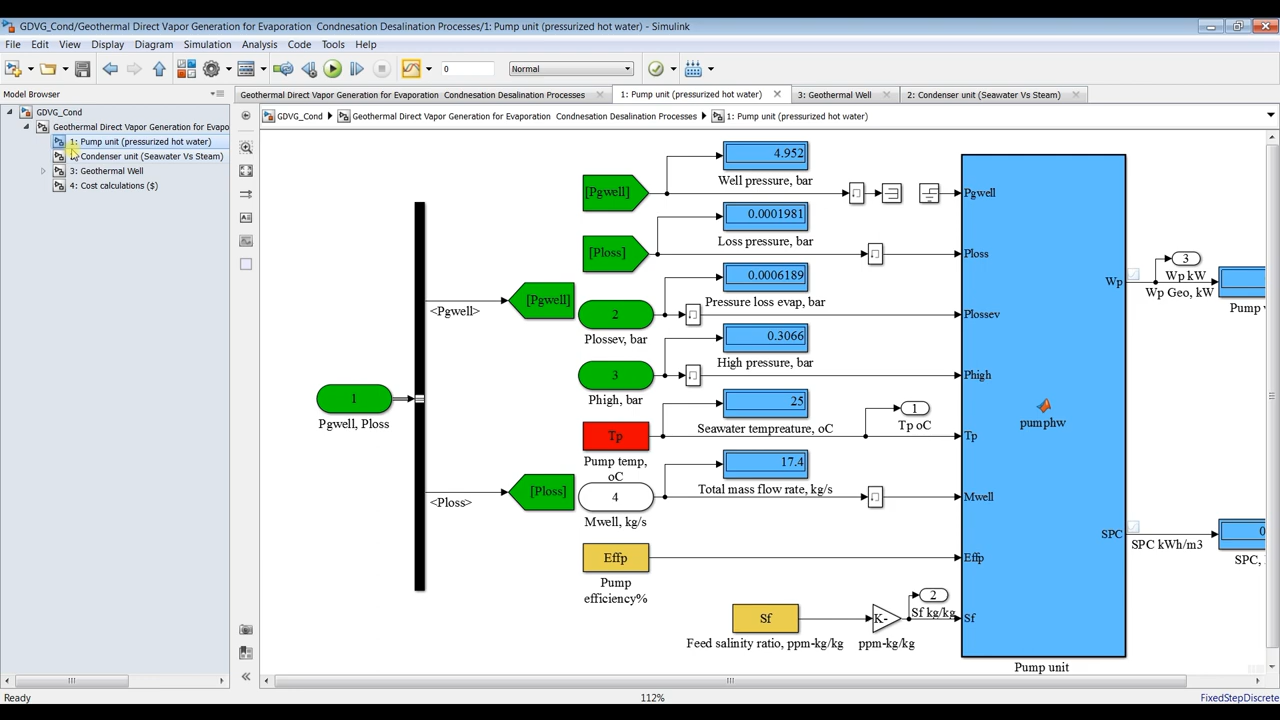 GDVG_Cond/Geothermal Direct Vapor Generation for Evaporation Condnesation Desalination Processes/1: Pump unit (pressurized hot water) - Simulink
File Edit View Display Diagram Simulation Analysis Code Tools Help
0
Normal
Model Browser
Geothermal Direct Vapor Generation for Evaporation Condnesation Desalination Processes
1: Pump unit (pressurized hot water)
3: Geothermal Well
2: Condenser unit (Seawater Vs Steam)
GDVG_Cond
Geothermal Direct Vapor Generation for Evapo
1: Pump unit (pressurized hot water)
Condenser unit (Seawater Vs Steam)
3: Geothermal Well
4: Cost calculations ($)
GDVG_Cond
Geothermal Direct Vapor Generation for Evaporation Condnesation Desalination Processes
1: Pump unit (pressurized hot water)
4.952
Well pressure, bar
[Pgwell]
Pgwell
0.0001981
Loss pressure, bar
[Ploss]
Ploss
0.0006189
Pressure loss evap, bar
[Pgwell]
<Pgwell>
2
Plossev, bar
Plossev
Wp
3
Wp kW
Wp Geo, kW
Pump
0.3066
High pressure, bar
3
Phigh, bar
Phigh
1
Pgwell, Ploss
25
Seawater tempreature, oC
1
Tp oC
pumphw
Tp
Pump temp, oC
Tp
17.4
Total mass flow rate, kg/s
[Ploss]
<Ploss>
4
Mwell, kg/s
Mwell
SPC
SPC kWh/m3
0
SPC,
Effp
Pump
efficiency%
Effp
2
Sf kg/kg
Sf
K-
Sf
Feed salinity ratio, ppm-kg/kg
ppm-kg/kg
Pump unit
Ready
112%
FixedStepDiscrete